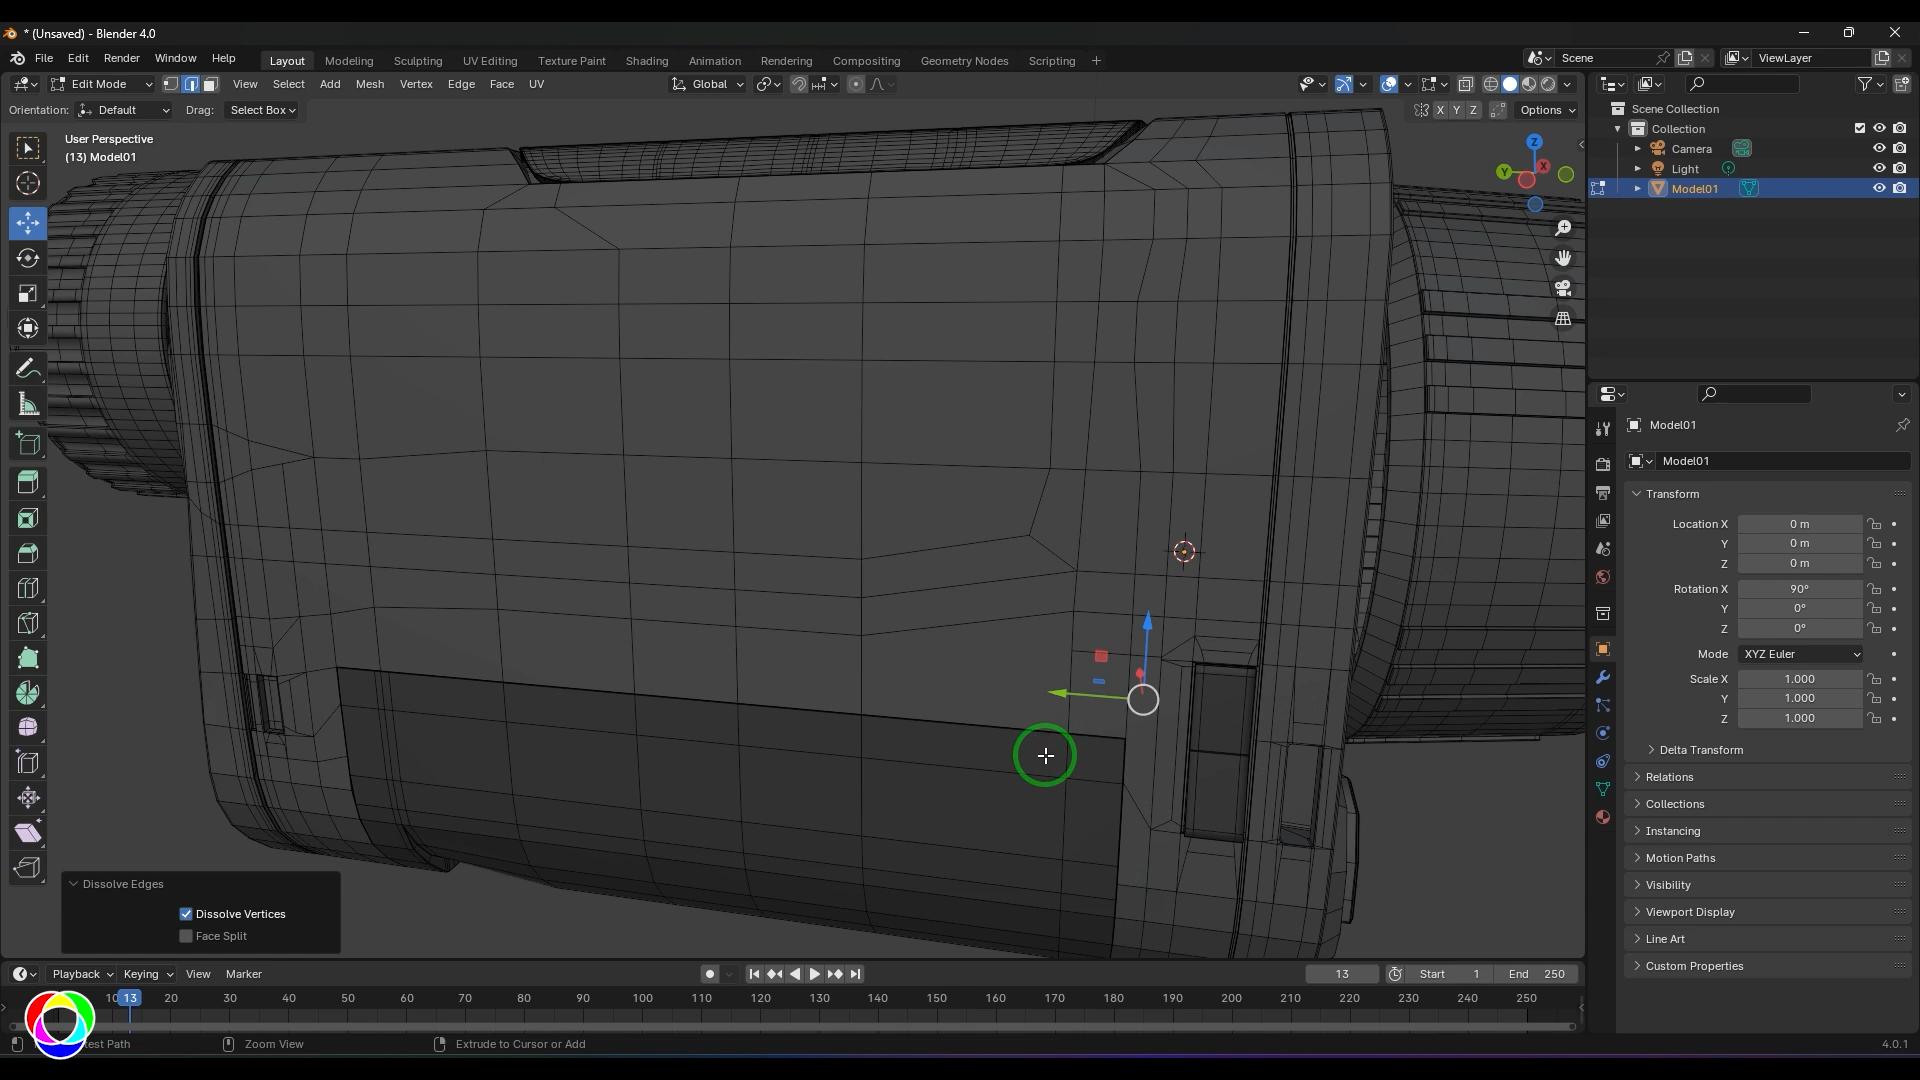 * (Unsaved) - Blender 4.0
File Edit Render Window Help
Layout Modeling Sculpting UV Editing Texture Paint Shading Animation Rendering Compositing Geometry Nodes Scripting +
Scene
ViewLayer
Edit Mode View Select Add Mesh Vertex Edge Face UV
Global
Orientation: Default Drag: Select Box
X Y Z Options
User Perspective
(13) Model01
Z
Y
X
Scene Collection
Collection
Camera
Light
Model01
Model01
Model01
Transform
Location X 0 m
Y 0 m
Z 0 m
Rotation X 90°
Y 0°
Z 0°
Mode XYZ Euler
Scale X 1.000
Y 1.000
Z 1.000
Delta Transform
Relations
Collections
Instancing
Motion Paths
Visibility
Viewport Display
Line Art
Custom Properties
Dissolve Edges
Dissolve Vertices
Face Split
Playback Keying View Marker
13 Start 1 End 250
10 13 20 30 40 50 60 70 80 90 100 110 120 130 140 150 160 170 180 190 200 210 220 230 240 250
test Path Zoom View Extrude to Cursor or Add
4.0.1